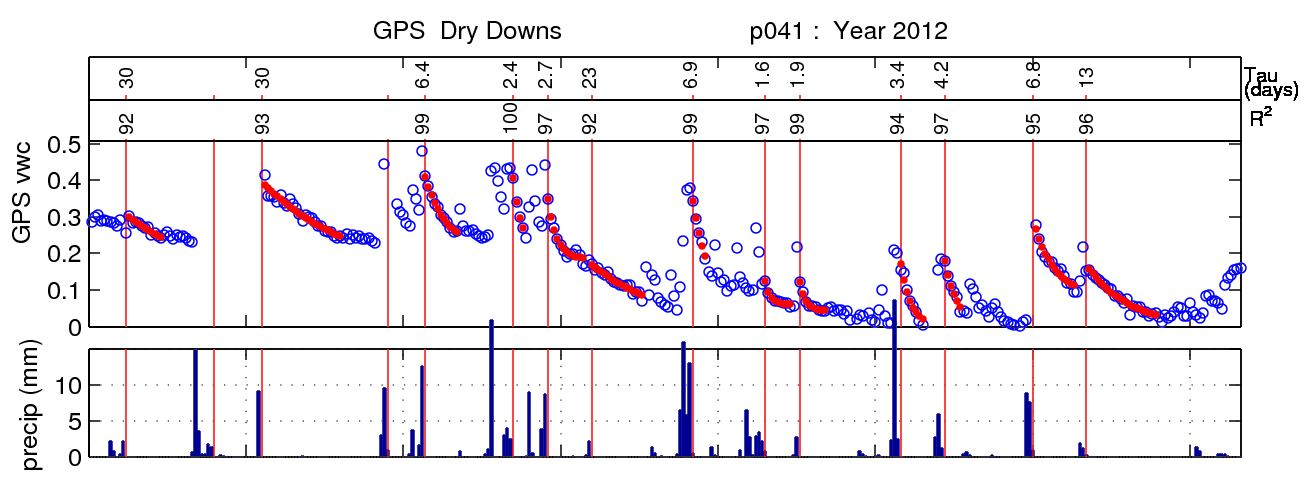 GPS  Dry Downs  p041 :  Year 2012
30 30 6.4 2.4 2.7 23 6.9 1.6 1.9 3.4 4.2 6.8 13 Tau
(days)
92 93 99 100 97 92 99 97 99 94 97 95 96 R²
GPS vwc
0.5
0.4
0.3
0.2
0.1
0
precip (mm)
10
5
0